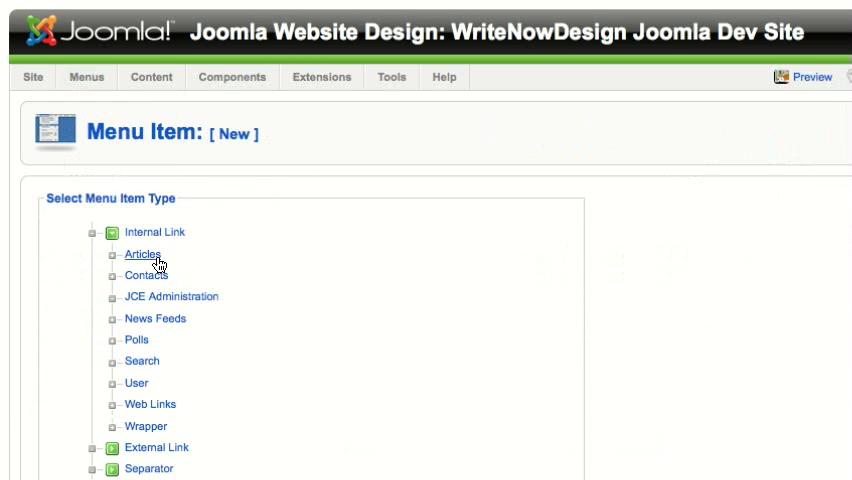 Joomla! Joomla Website Design: WriteNowDesign Joomla Dev Site
Site Menus Content Components Extensions Tools Help Preview
Menu Item: [ New ]
Select Menu Item Type
Internal Link
Articles
Contacts
JCE Administration
News Feeds
Polls
Search
User
Web Links
Wrapper
External Link
Separator